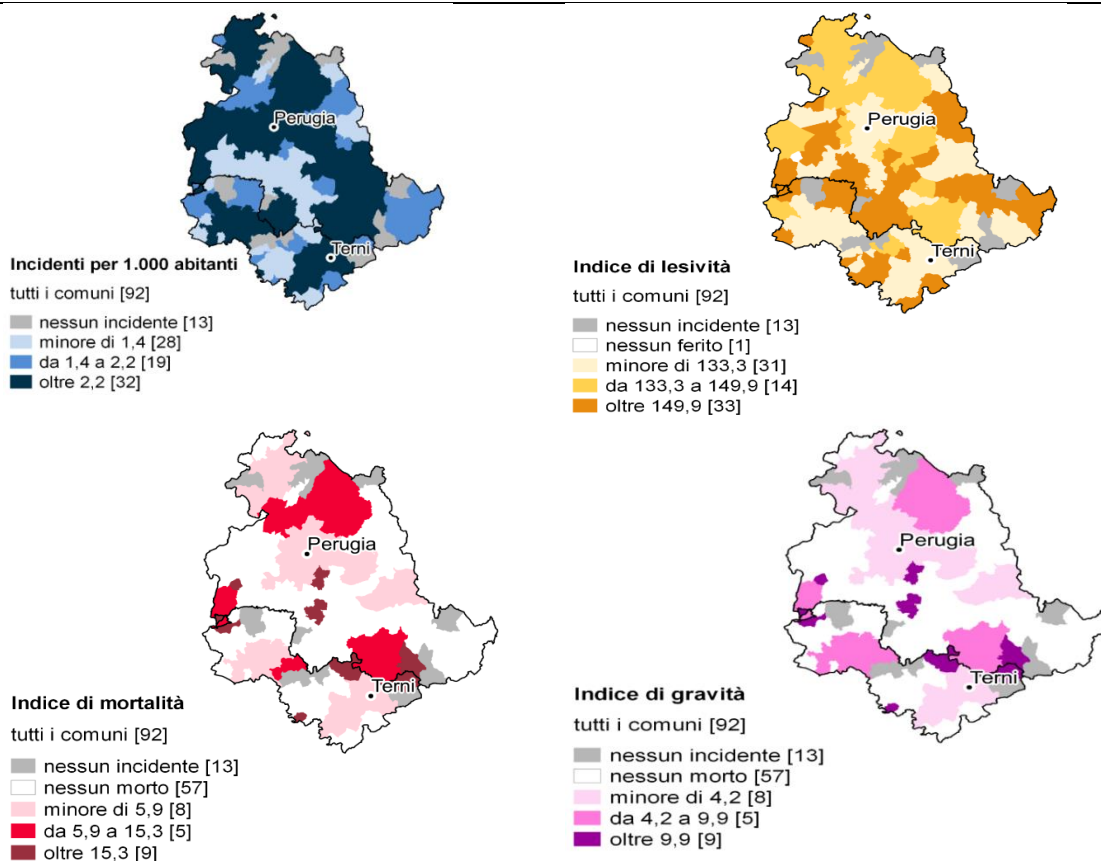 Perugia
Terni
Incidenti per 1.000 abitanti
tutti i comuni [92]
nessun incidente [13]
minore di 1,4 [28]
da 1,4 a 2,2 [19]
oltre 2,2 [32]
Perugia
Terni
Indice di lesività
tutti i comuni [92]
nessun incidente [13]
nessun ferito [1]
minore di 133,3 [31]
da 133,3 a 149,9 [14]
oltre 149,9 [33]
Perugia
Terni
Indice di mortalità
tutti i comuni [92]
nessun incidente [13]
nessun morto [57]
minore di 5,9 [8]
da 5,9 a 15,3 [5]
oltre 15,3 [9]
Perugia
Terni
Indice di gravità
tutti i comuni [92]
nessun incidente [13]
nessun morto [57]
minore di 4,2 [8]
da 4,2 a 9,9 [5]
oltre 9,9 [9]